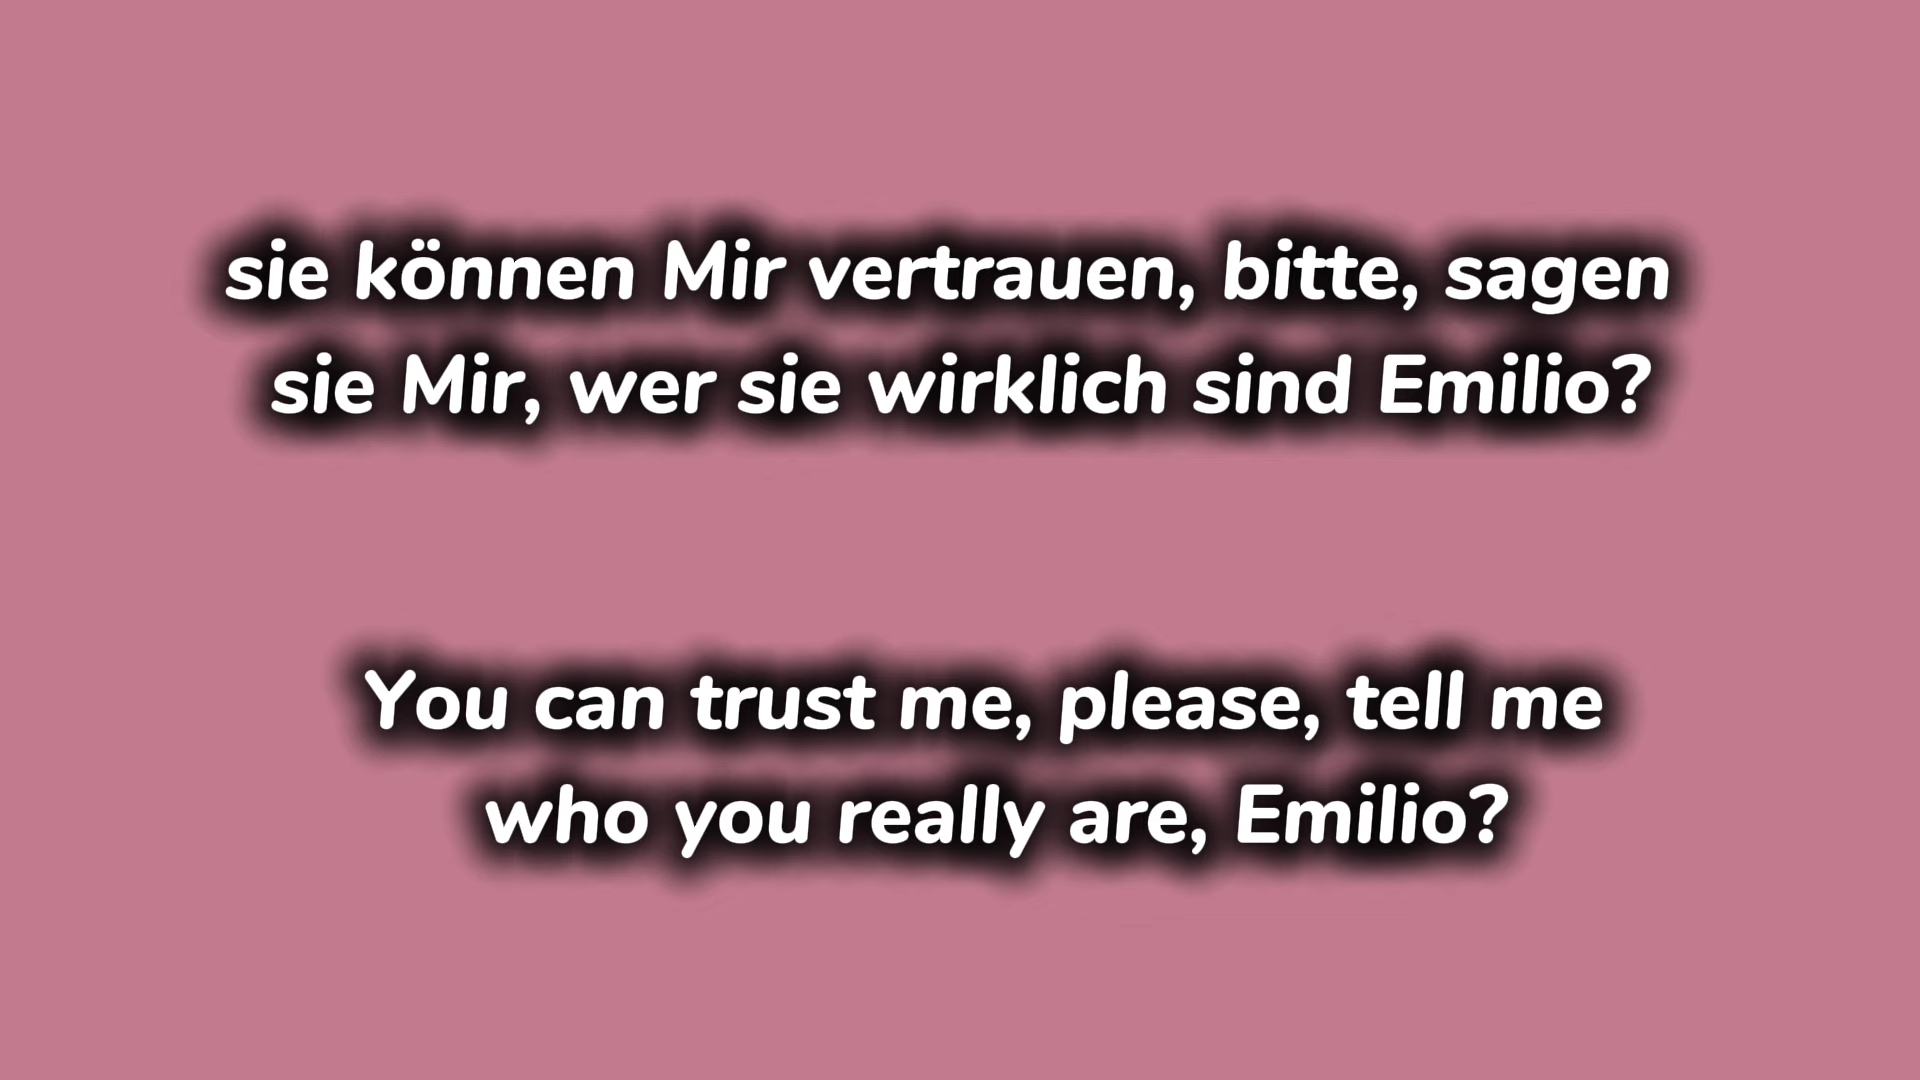 sie können Mir vertrauen, bitte, sagen
sie Mir, wer sie wirklich sind Emilio?
You can trust me, please, tell me
who you really are, Emilio?